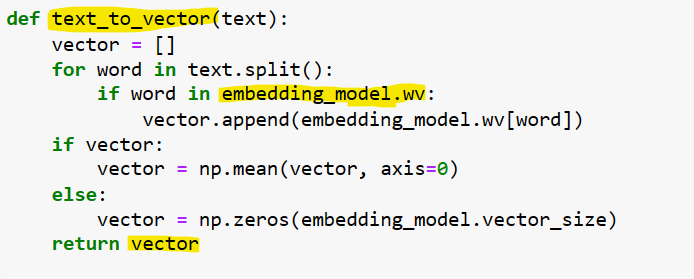 def text_to_vector(text):
    vector = []
    for word in text.split():
        if word in embedding_model.wv:
            vector.append(embedding_model.wv[word])
    if vector:
        vector = np.mean(vector, axis=0)
    else:
        vector = np.zeros(embedding_model.vector_size)
    return vector